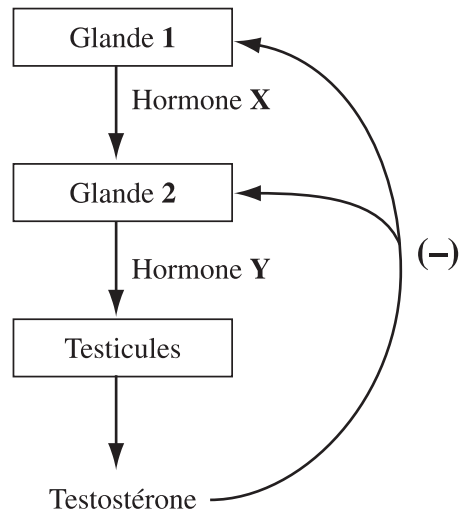 Glande 1
Hormone X
Glande 2
(–)
Hormone Y
Testicules
Testostérone